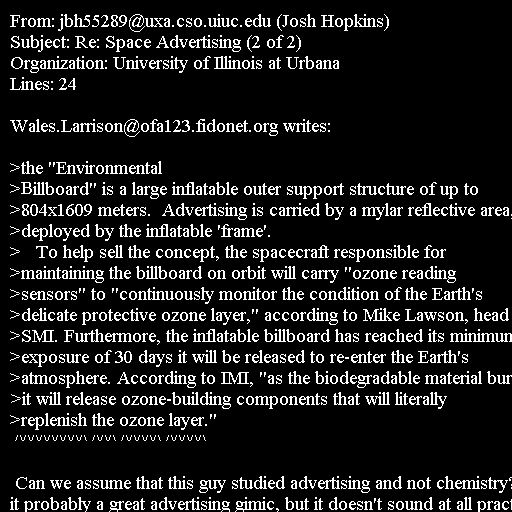 From: jbh55289@uxa.cso.uiuc.edu (Josh Hopkins)
Subject: Re: Space Advertising (2 of 2)
Organization: University of Illinois at Urbana
Lines: 24

Wales.Larrison@ofa123.fidonet.org writes:

>the "Environmental
>Billboard" is a large inflatable outer support structure of up to
>804x1609 meters.  Advertising is carried by a mylar reflective area,
>deployed by the inflatable 'frame'.
>   To help sell the concept, the spacecraft responsible for
>maintaining the billboard on orbit will carry "ozone reading
>sensors" to "continuously monitor the condition of the Earth's
>delicate protective ozone layer," according to Mike Lawson, head
>SMI. Furthermore, the inflatable billboard has reached its minimum
>exposure of 30 days it will be released to re-enter the Earth's
>atmosphere. According to IMI, "as the biodegradable material bur
>it will release ozone-building components that will literally
>replenish the ozone layer."
 /\/\/\/\/\/\/\/\/\ /\/\/\ /\/\/\/\/\ /\/\/\/\/\

 Can we assume that this guy studied advertising and not chemistry?
it probably a great advertising gimic, but it doesn't sound at all pract